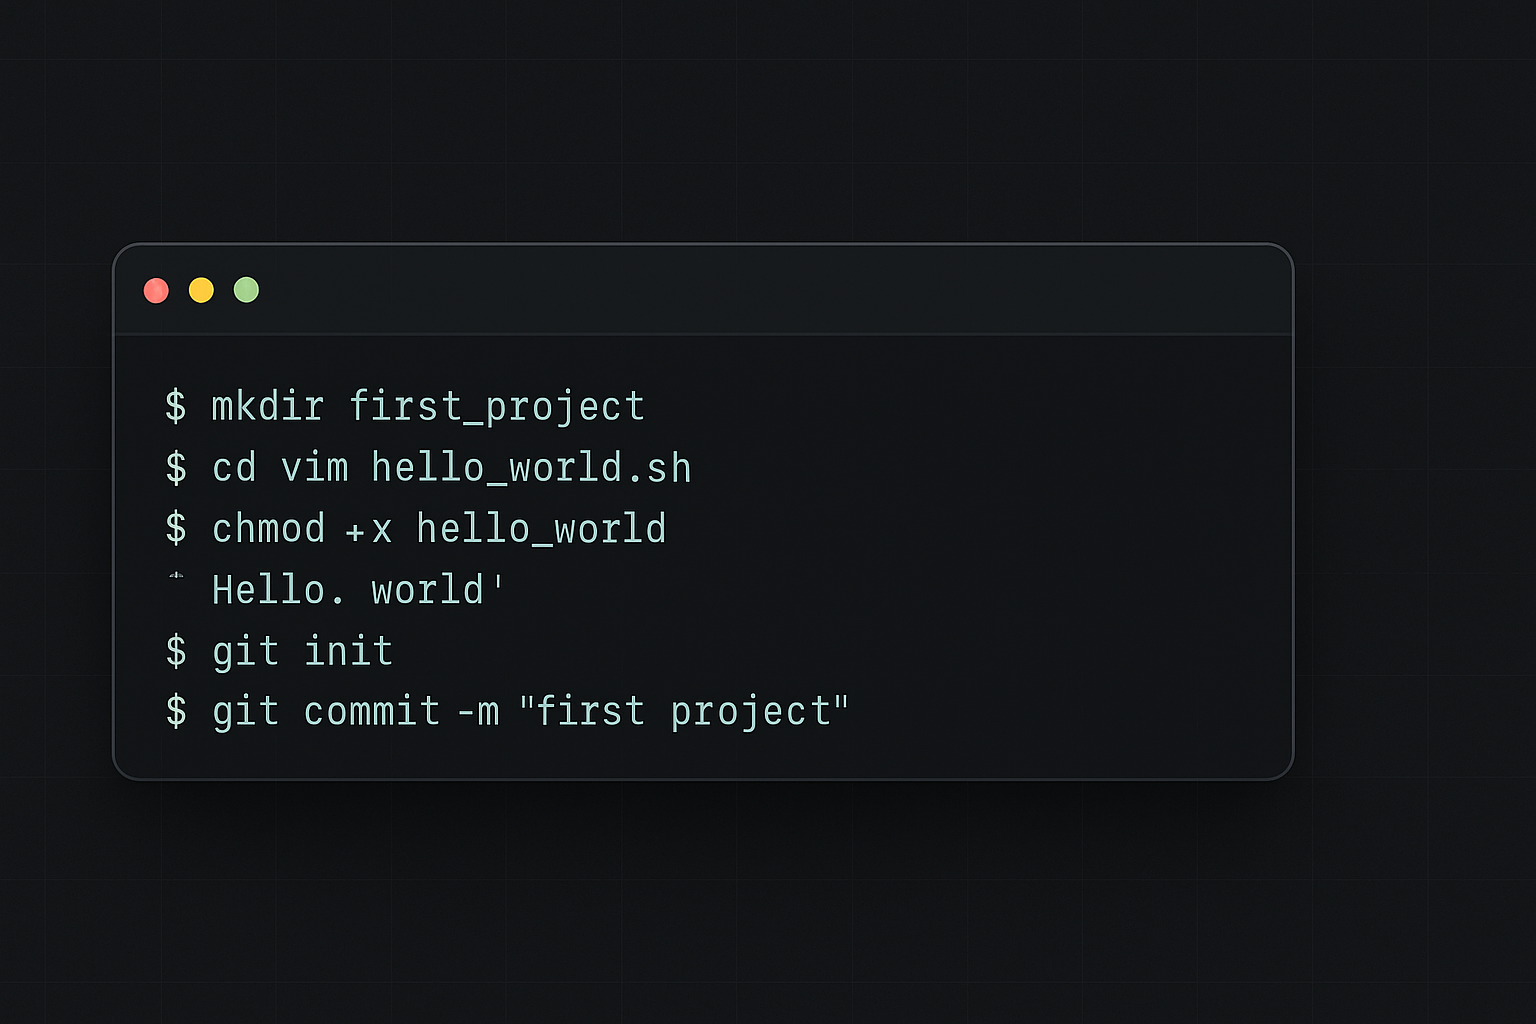 $ mkdir first_project
$ cd vim hello_world.sh
$ chmod +x hello_world
Hello. world'
$ git init
$ git commit -m "first project"